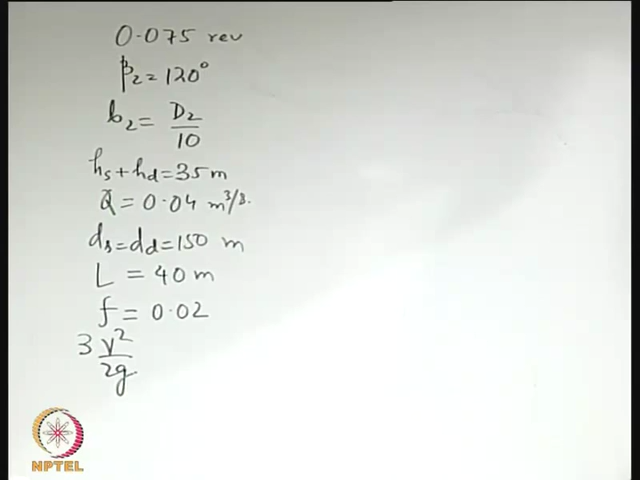 0.075 rev
β₂ = 120°
b₂ = D₂/10
hs + hd = 35 m
Q = 0.04 m³/s.
ds = dd = 150 m
L = 40 m
f = 0.02
3 V²/2g
NPTEL